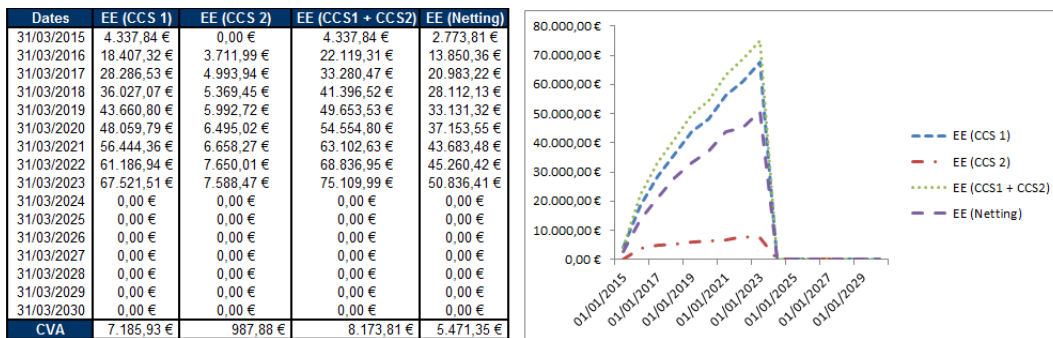 Dates EE (CCS 1) EE (CCS 2) EE (CCS1 + CCS2) EE (Netting)
31/03/2015 4.337,84 € 0,00 € 4.337,84 € 2.773,81 €
31/03/2016 18.407,32 € 3.711,99 € 22.119,31 € 13.850,36 €
31/03/2017 28.286,53 € 4.993,94 € 33.280,47 € 20.983,22 €
31/03/2018 36.027,07 € 5.369,45 € 41.396,52 € 28.112,13 €
31/03/2019 43.660,80 € 5.992,72 € 49.653,53 € 33.131,32 €
31/03/2020 48.059,79 € 6.495,02 € 54.554,80 € 37.153,55 €
31/03/2021 56.444,36 € 6.658,27 € 63.102,63 € 43.683,48 €
31/03/2022 61.186,94 € 7.650,01 € 68.836,95 € 45.260,42 €
31/03/2023 67.521,51 € 7.588,47 € 75.109,99 € 50.836,41 €
31/03/2024 0,00 € 0,00 € 0,00 € 0,00 €
31/03/2025 0,00 € 0,00 € 0,00 € 0,00 €
31/03/2026 0,00 € 0,00 € 0,00 € 0,00 €
31/03/2027 0,00 € 0,00 € 0,00 € 0,00 €
31/03/2028 0,00 € 0,00 € 0,00 € 0,00 €
31/03/2029 0,00 € 0,00 € 0,00 € 0,00 €
31/03/2030 0,00 € 0,00 € 0,00 € 0,00 €
CVA 7.185,93 € 987,88 € 8.173,81 € 5.471,35 €
80.000,00 €
70.000,00 €
60.000,00 €
50.000,00 €
40.000,00 €
30.000,00 €
20.000,00 €
10.000,00 €
0,00 €
01/01/2015
01/01/2017
01/01/2019
01/01/2021
01/01/2023
01/01/2025
01/01/2027
01/01/2029
EE (CCS 1)
EE (CCS 2)
EE (CCS1 + CCS2)
EE (Netting)